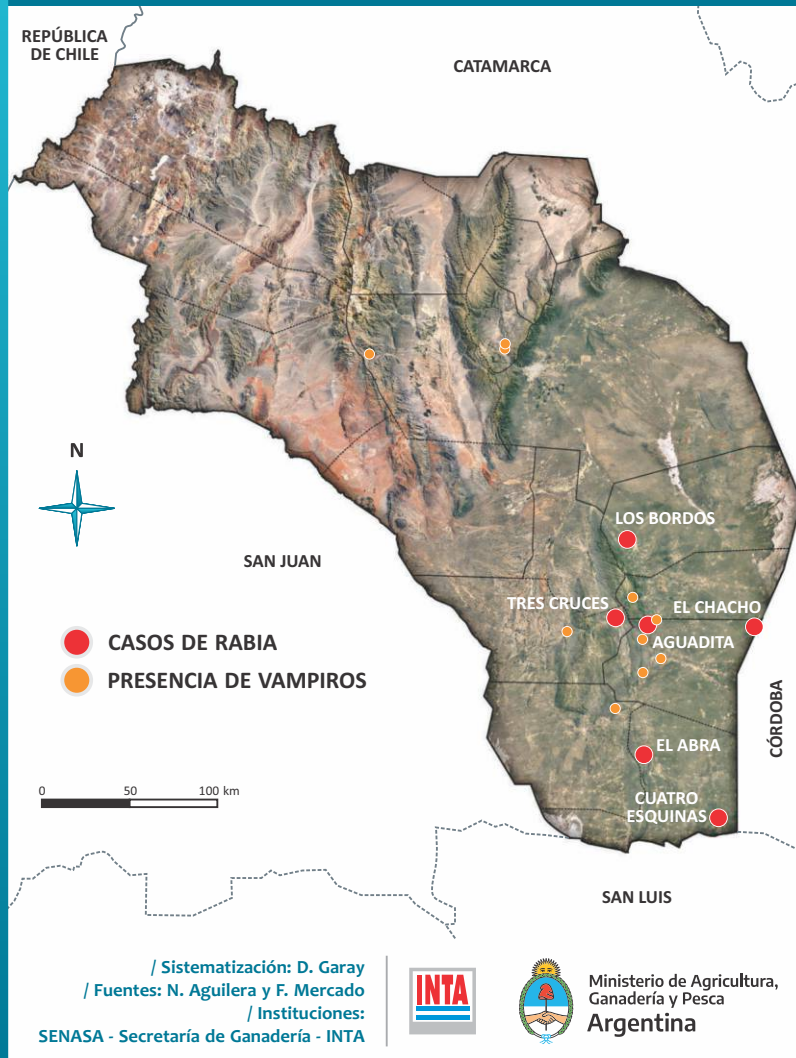 REPÚBLICA
DE CHILE
CATAMARCA
N
LOS BORDOS
SAN JUAN
TRES CRUCES
EL CHACHO
AGUADITA
CASOS DE RABIA
PRESENCIA DE VAMPIROS
CÓRDOBA
EL ABRA
0 50 100 km
CUATRO
ESQUINAS
SAN LUIS
/ Sistematización: D. Garay
/ Fuentes: N. Aguilera y F. Mercado
/ Instituciones:
SENASA - Secretaría de Ganadería - INTA
INTA
Ministerio de Agricultura,
Ganadería y Pesca
Argentina